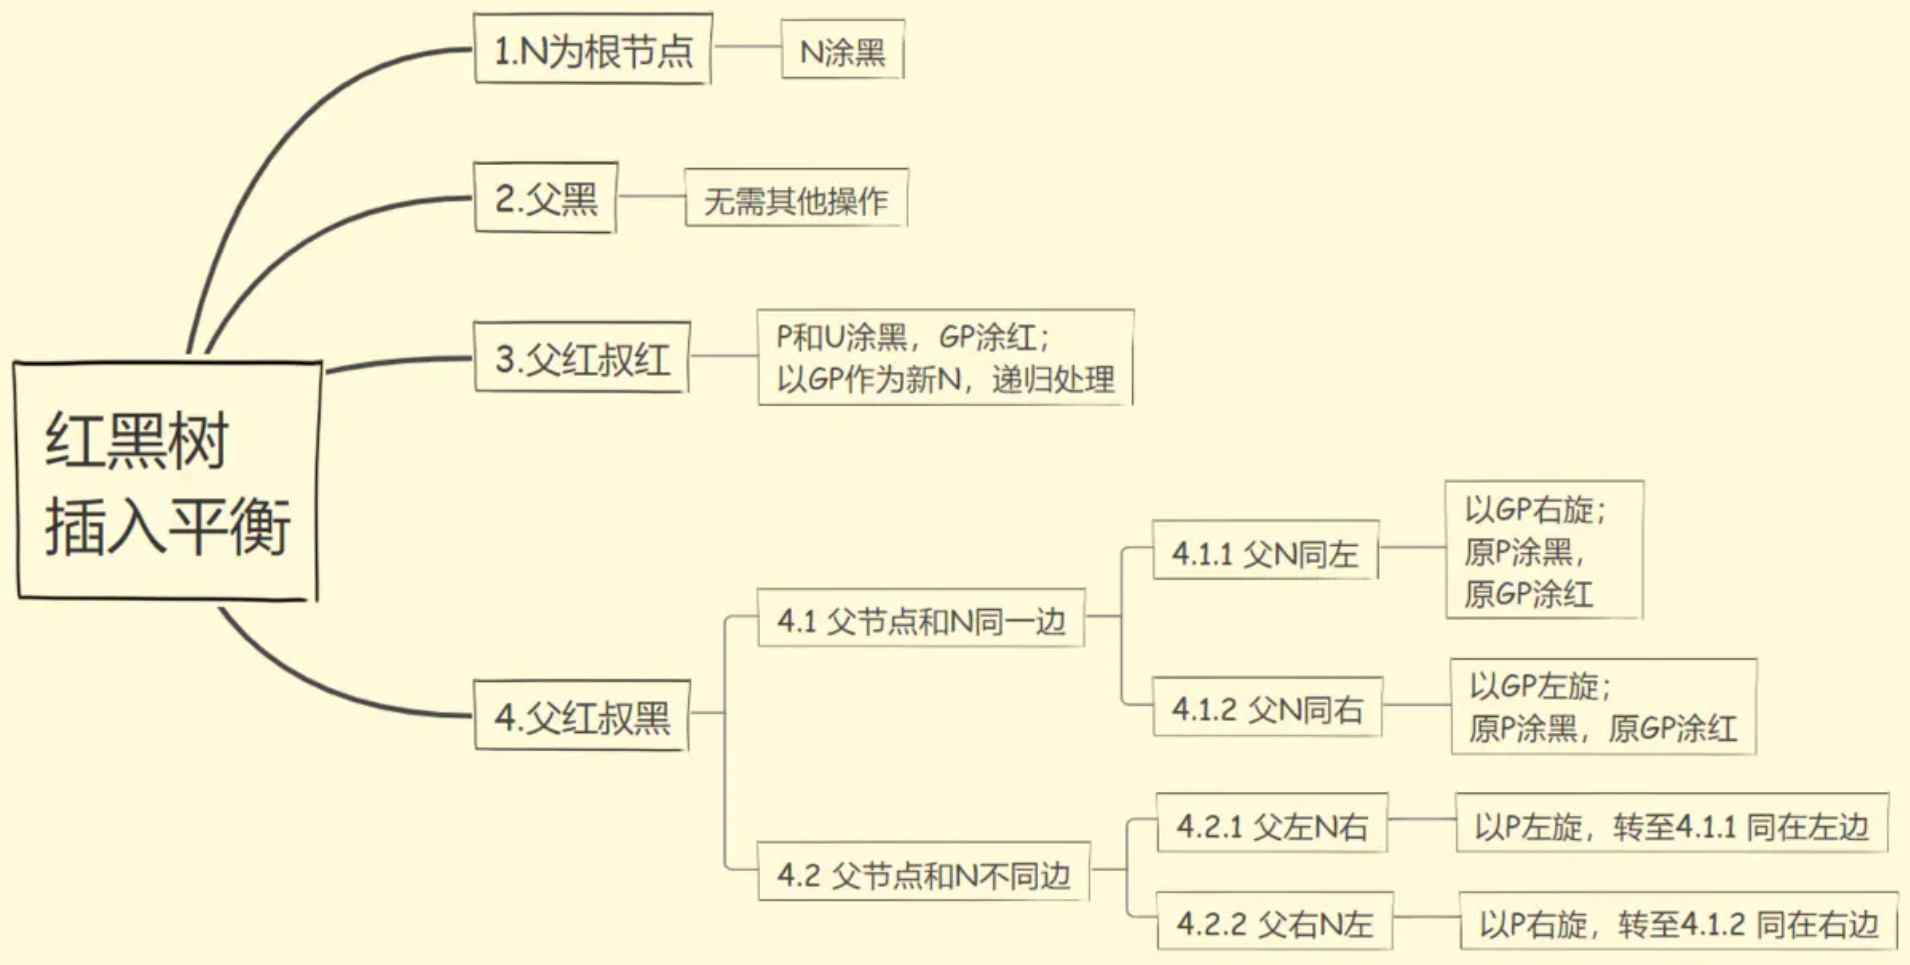 红黑树
插入平衡
1.N为根节点
N涂黑
2.父黑
无需其他操作
3.父红叔红
P和U涂黑，GP涂红；
以GP作为新N，递归处理
4.父红叔黑
4.1 父节点和N同一边
4.1.1 父N同左
以GP右旋；
原P涂黑，
原GP涂红
4.1.2 父N同右
以GP左旋；
原P涂黑，原GP涂红
4.2 父节点和N不同边
4.2.1 父左N右
以P左旋，转至4.1.1 同在左边
4.2.2 父右N左
以P右旋，转至4.1.2 同在右边